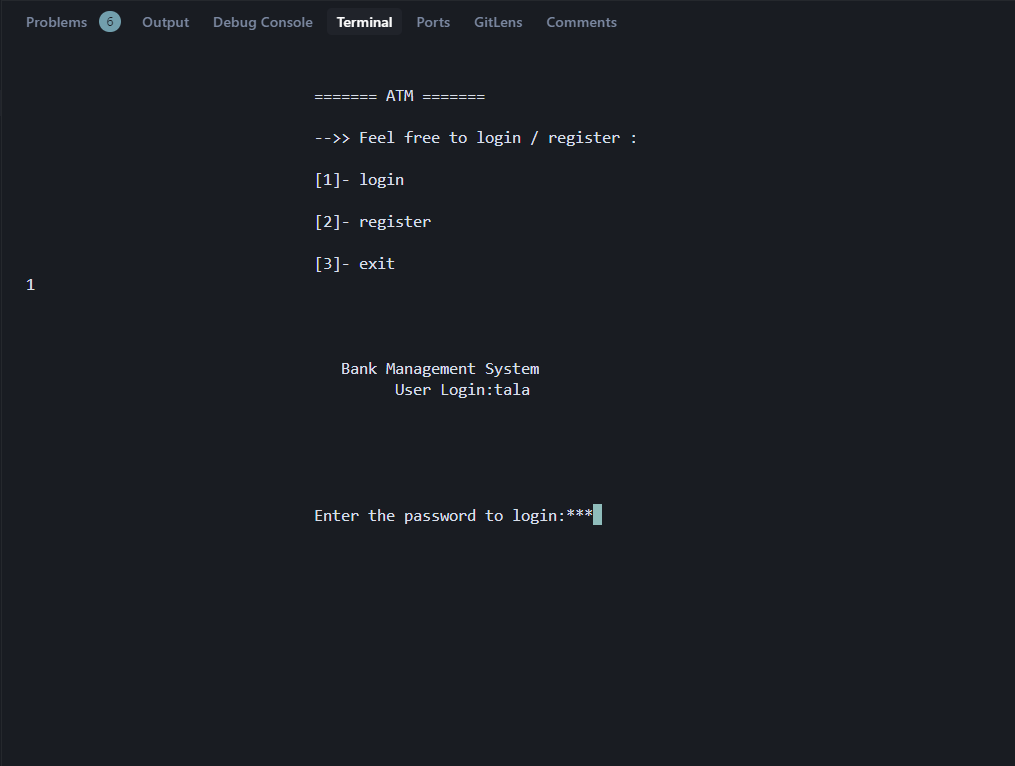 Problems 6 Output Debug Console Terminal Ports GitLens Comments
======= ATM =======
-->> Feel free to login / register :
[1]- login
[2]- register
[3]- exit
1
Bank Management System
User Login:tala
Enter the password to login:***